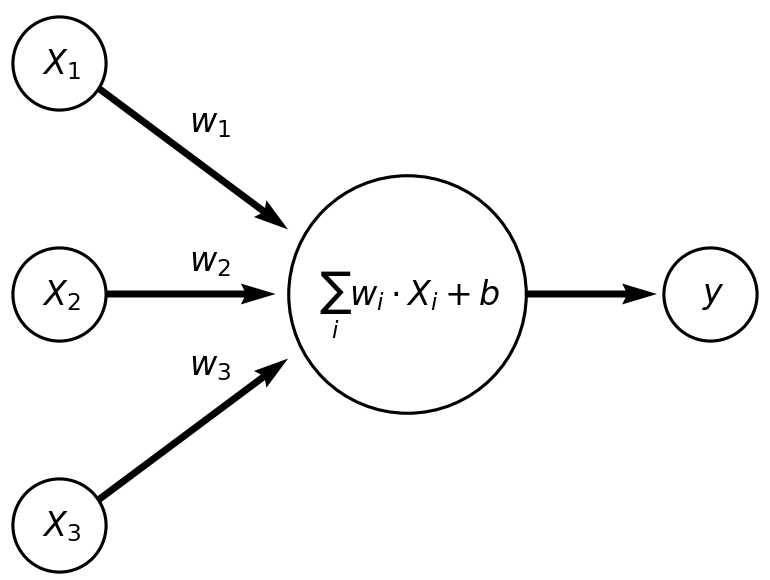 X₁
w₁
X₂
w₂
∑ᵢ wᵢ · Xᵢ + b
y
w₃
X₃